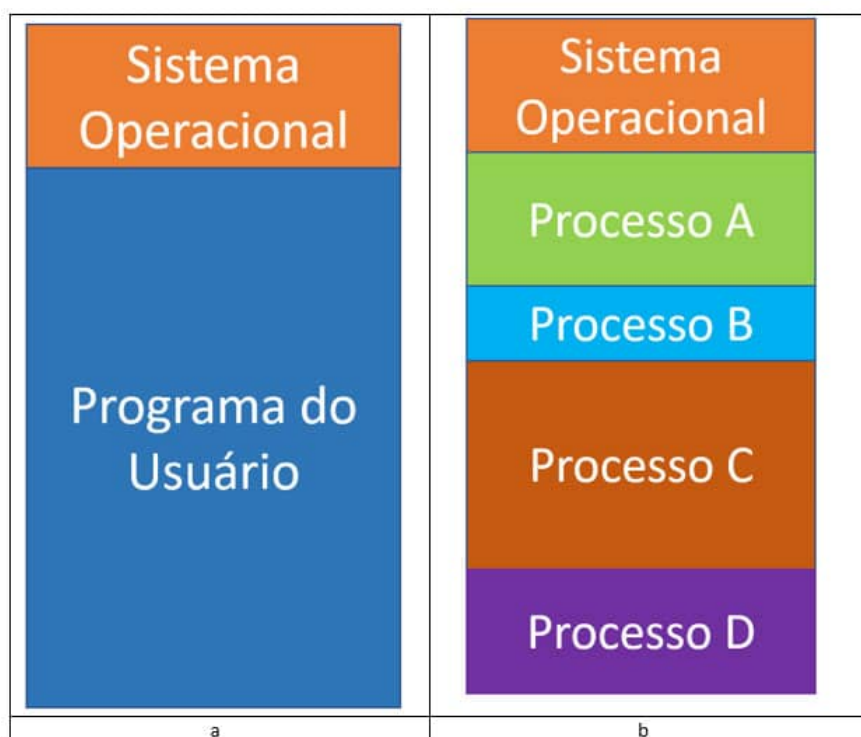 Sistema
Operacional
Programa do
Usuário
a
Sistema
Operacional
Processo A
Processo B
Processo C
Processo D
b